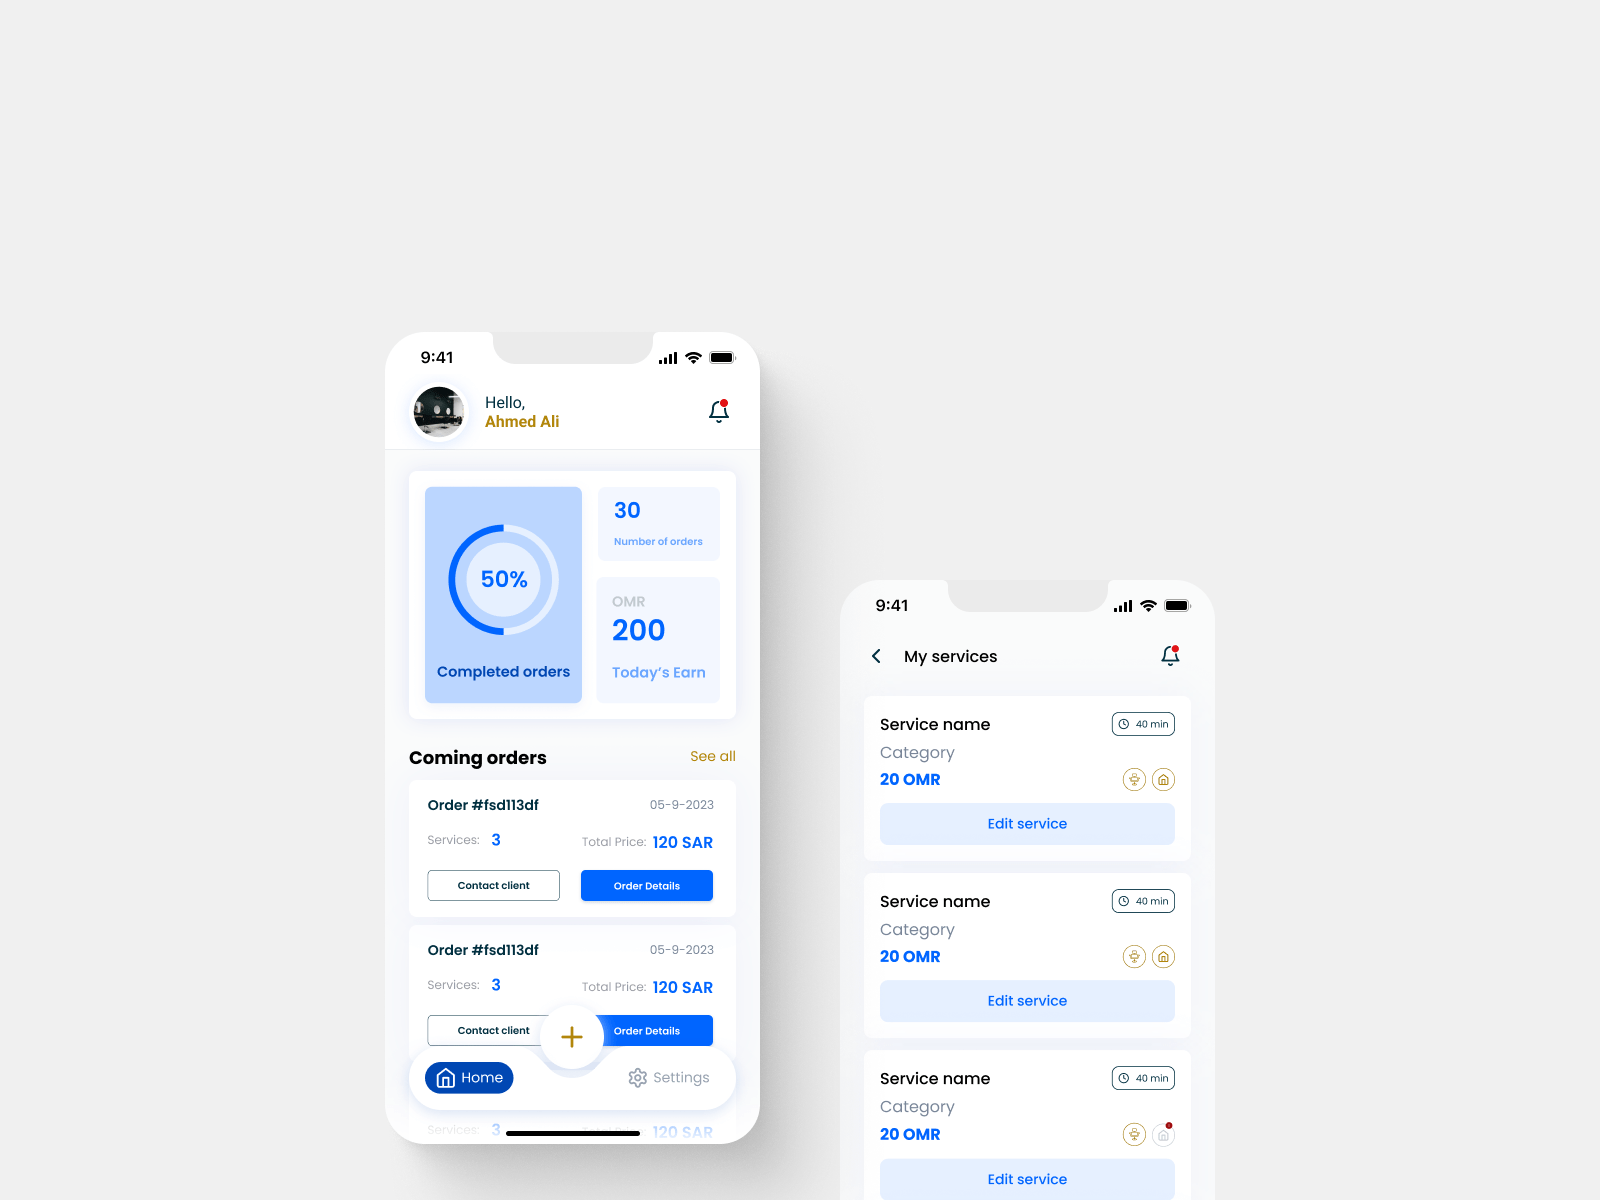 9:41
Hello,
Ahmed Ali
50%
Completed orders
30
Number of orders
OMR
200
Today's Earn
Coming orders
See all
Order #fsd113df
05-9-2023
Services: 3
Total Price: 120 SAR
Contact client
Order Details
Order #fsd113df
05-9-2023
Services: 3
Total Price: 120 SAR
Contact client
Order Details
Home
Settings
Services: 3
Total Price: 120 SAR
9:41
My services
Service name
40 min
Category
20 OMR
Edit service
Service name
40 min
Category
20 OMR
Edit service
Service name
40 min
Category
20 OMR
Edit service